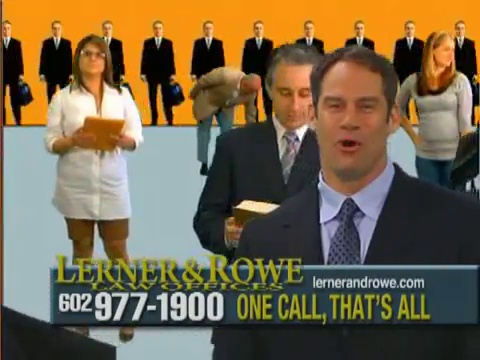 LERNER & ROWE
LAW OFFICES
lernerandrowe.com
602 977-1900 ONE CALL, THAT'S ALL